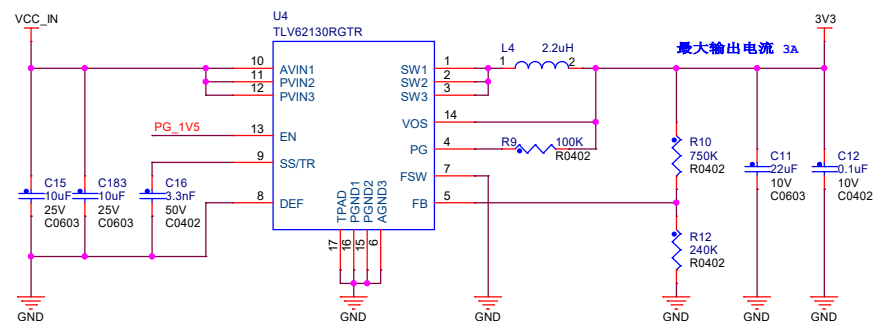 VCC_IN
U4
TLV62130RGTR
L4 2.2uH
1 2
最大输出电流 3A
3V3
10 AVIN1 SW1 1
11 PVIN2 SW2 2
12 PVIN3 SW3 3
VOS 14
PG_1V5
13 EN
PG 4
R9 100K
R0402
9 SS/TR
FSW 7
8 DEF
FB 5
TPAD PGND1 PGND2 AGND3
17 16 15 6
C15
10uF
25V
C0603
C183
10uF
25V
C0603
C16
3.3nF
50V
C0402
R10
750K
R0402
R12
240K
R0402
C11
22uF
10V
C0603
C12
0.1uF
10V
C0402
GND GND GND GND GND GND